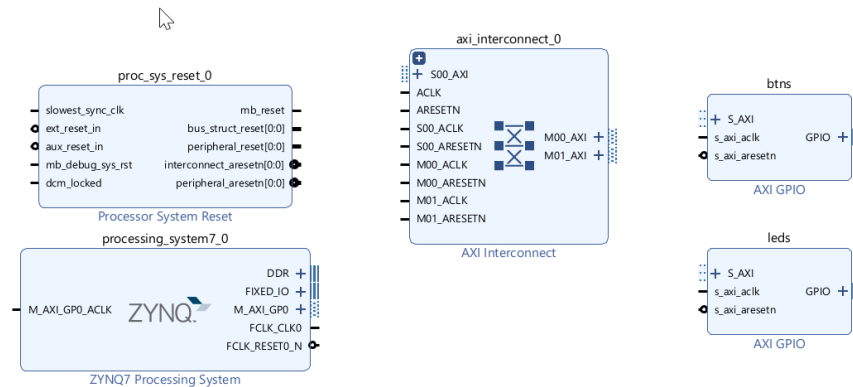 proc_sys_reset_0
slowest_sync_clk
ext_reset_in
aux_reset_in
mb_debug_sys_rst
dcm_locked
mb_reset
bus_struct_reset[0:0]
peripheral_reset[0:0]
interconnect_aresetn[0:0]
peripheral_aresetn[0:0]
Processor System Reset
processing_system7_0
M_AXI_GP0_ACLK
ZYNQ
DDR
FIXED_IO
M_AXI_GP0
FCLK_CLK0
FCLK_RESET0_N
ZYNQ7 Processing System
axi_interconnect_0
S00_AXI
ACLK
ARESETN
S00_ACLK
S00_ARESETN
M00_ACLK
M00_ARESETN
M01_ACLK
M01_ARESETN
M00_AXI
M01_AXI
AXI Interconnect
btns
S_AXI
s_axi_aclk
s_axi_aresetn
GPIO
AXI GPIO
leds
S_AXI
s_axi_aclk
s_axi_aresetn
GPIO
AXI GPIO